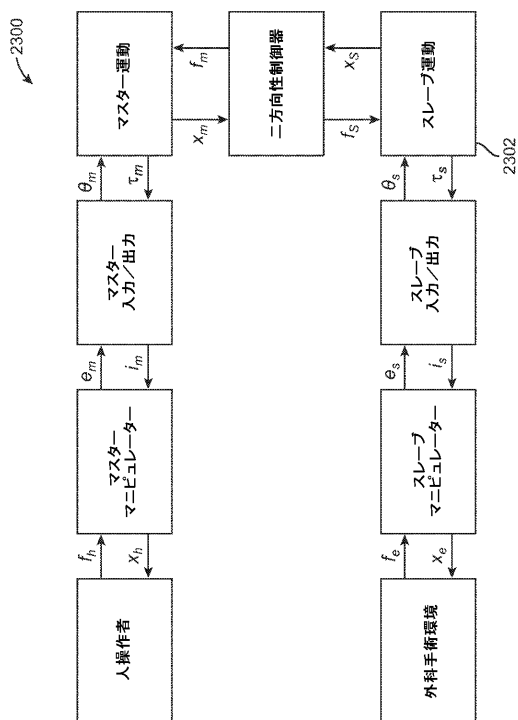 2300
人操作者
f_h
x_h
マスター
マニピュレーター
e_m
i_m
マスター
入力／出力
θ_m
τ_m
マスター運動
f_m
x_m
二方向性制御器
x_s
f_s
スレーブ運動
2302
θ_s
τ_s
スレーブ
入力／出力
e_s
i_s
スレーブ
マニピュレーター
f_e
x_e
外科手術環境